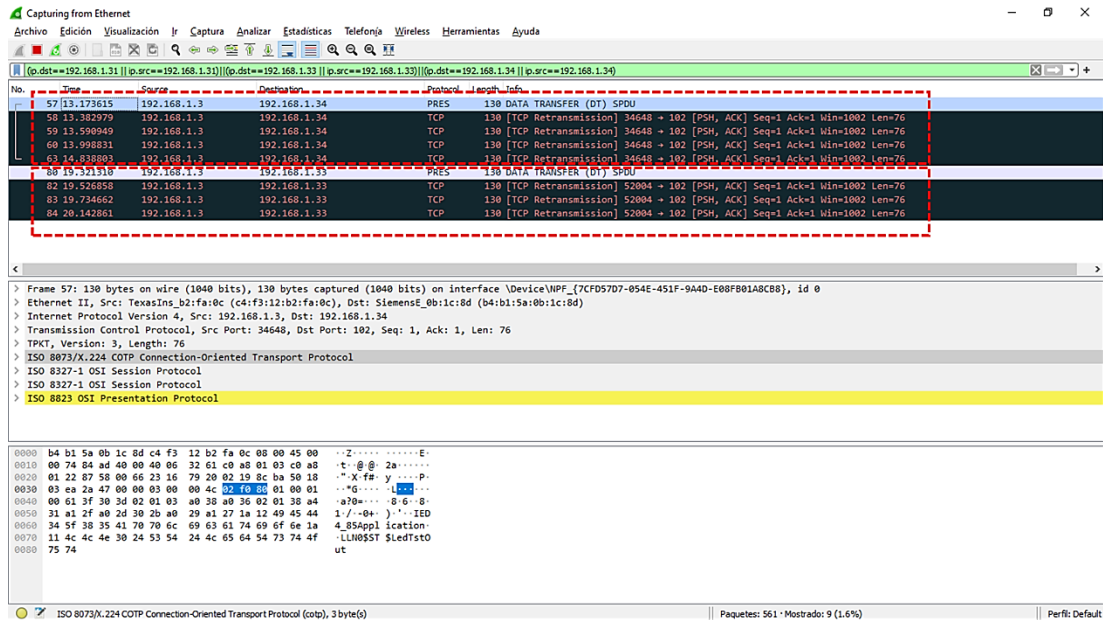 Capturing from Ethernet
Archivo Edición Visualización Ir Captura Analizar Estadísticas Telefonía Wireless Herramientas Ayuda
(ip.dst==192.168.1.31 || ip.src==192.168.1.31)||(ip.dst==192.168.1.33 || ip.src==192.168.1.33)||(ip.dst==192.168.1.34 || ip.src==192.168.1.34)
No. Time Source Destination Protocol Length Info
57 13.173615 192.168.1.3 192.168.1.34 PRES 130 DATA TRANSFER (DT) SPDU
58 13.382979 192.168.1.3 192.168.1.34 TCP 130 [TCP Retransmission] 34648 → 102 [PSH, ACK] Seq=1 Ack=1 Win=1002 Len=76
59 13.590949 192.168.1.3 192.168.1.34 TCP 130 [TCP Retransmission] 34648 → 102 [PSH, ACK] Seq=1 Ack=1 Win=1002 Len=76
60 13.998831 192.168.1.3 192.168.1.34 TCP 130 [TCP Retransmission] 34648 → 102 [PSH, ACK] Seq=1 Ack=1 Win=1002 Len=76
63 14.838803 192.168.1.3 192.168.1.34 TCP 130 [TCP Retransmission] 34648 → 102 [PSH, ACK] Seq=1 Ack=1 Win=1002 Len=76
80 19.321310 192.168.1.3 192.168.1.33 PRES 130 DATA TRANSFER (DT) SPDU
82 19.526858 192.168.1.3 192.168.1.33 TCP 130 [TCP Retransmission] 52004 → 102 [PSH, ACK] Seq=1 Ack=1 Win=1002 Len=76
83 19.734662 192.168.1.3 192.168.1.33 TCP 130 [TCP Retransmission] 52004 → 102 [PSH, ACK] Seq=1 Ack=1 Win=1002 Len=76
84 20.142861 192.168.1.3 192.168.1.33 TCP 130 [TCP Retransmission] 52004 → 102 [PSH, ACK] Seq=1 Ack=1 Win=1002 Len=76
> Frame 57: 130 bytes on wire (1040 bits), 130 bytes captured (1040 bits) on interface \Device\NPF_{7CFD57D7-054E-451F-9A4D-E08FB01A8CB8}, id 0
> Ethernet II, Src: TexasIns_b2:fa:0c (c4:f3:12:b2:fa:0c), Dst: SiemensE_0b:1c:8d (b4:b1:5a:0b:1c:8d)
> Internet Protocol Version 4, Src: 192.168.1.3, Dst: 192.168.1.34
> Transmission Control Protocol, Src Port: 34648, Dst Port: 102, Seq: 1, Ack: 1, Len: 76
> TPKT, Version: 3, Length: 76
> ISO 8073/X.224 COTP Connection-Oriented Transport Protocol
> ISO 8327-1 OSI Session Protocol
> ISO 8327-1 OSI Session Protocol
> ISO 8823 OSI Presentation Protocol
0000 b4 b1 5a 0b 1c 8d c4 f3 12 b2 fa 0c 08 00 45 00 ··Z··· ······E·
0010 00 74 84 ad 40 00 40 06 32 61 c0 a8 01 03 c0 a8 ·t··@·@· 2a······
0020 01 22 87 58 00 66 23 16 79 20 02 19 8c ba 50 18 ·"·X·f#· y ····P·
0030 03 ea 2a 47 00 00 03 00 00 4c 02 f0 80 01 00 01 ··*G···· ·L······
0040 00 61 3f 30 3d 02 01 03 a0 38 a0 36 02 01 38 a4 ·a?0=··· ·8·6··8·
0050 31 a1 2f a0 2d 30 2b a0 29 a1 27 1a 12 49 45 44 1·/·-0+· )·'··IED
0060 34 5f 38 35 41 70 70 6c 69 63 61 74 69 6f 6e 1a 4_85Appl ication·
0070 11 4c 4c 4e 30 24 53 54 24 4c 65 64 54 73 74 4f ·LLN0$ST $LedTstO
0080 75 74 ut
ISO 8073/X.224 COTP Connection-Oriented Transport Protocol (cotp), 3 byte(s) Paquetes: 561 · Mostrado: 9 (1.6%) Perfil: Default